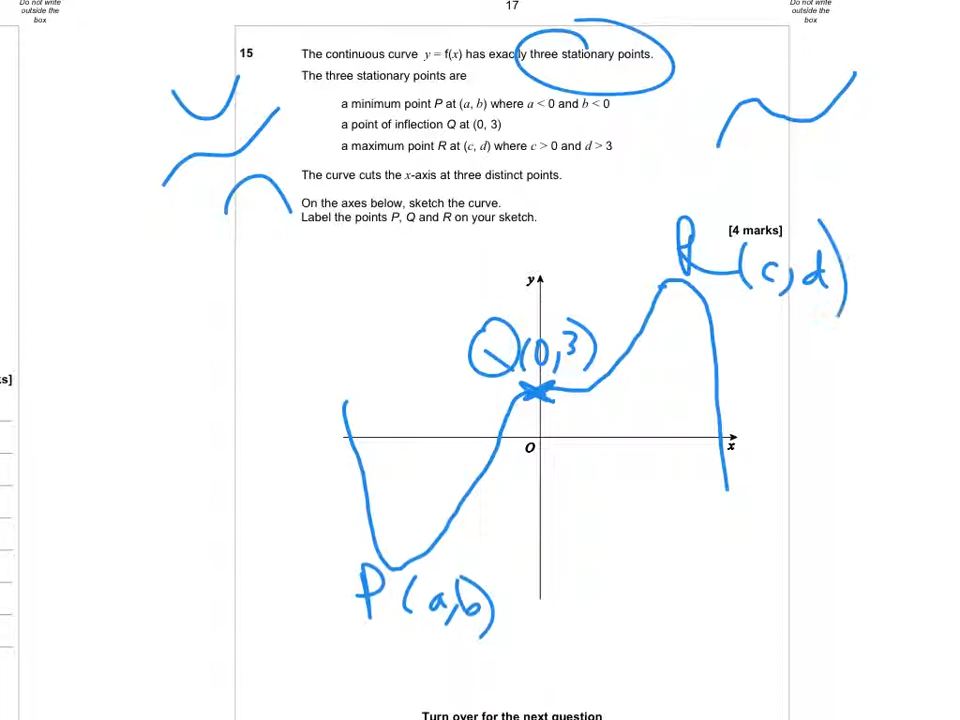 Do not write
outside the
box
17
Do not write
outside the
box
15 The continuous curve y = f(x) has exactly three stationary points.
The three stationary points are
a minimum point P at (a, b) where a < 0 and b < 0
a point of inflection Q at (0, 3)
a maximum point R at (c, d) where c > 0 and d > 3
The curve cuts the x-axis at three distinct points.
On the axes below, sketch the curve.
Label the points P, Q and R on your sketch.
[4 marks]
R (c, d)
y
Q(0, 3)
s]
O
x
P (a, b)
Turn over for the next question